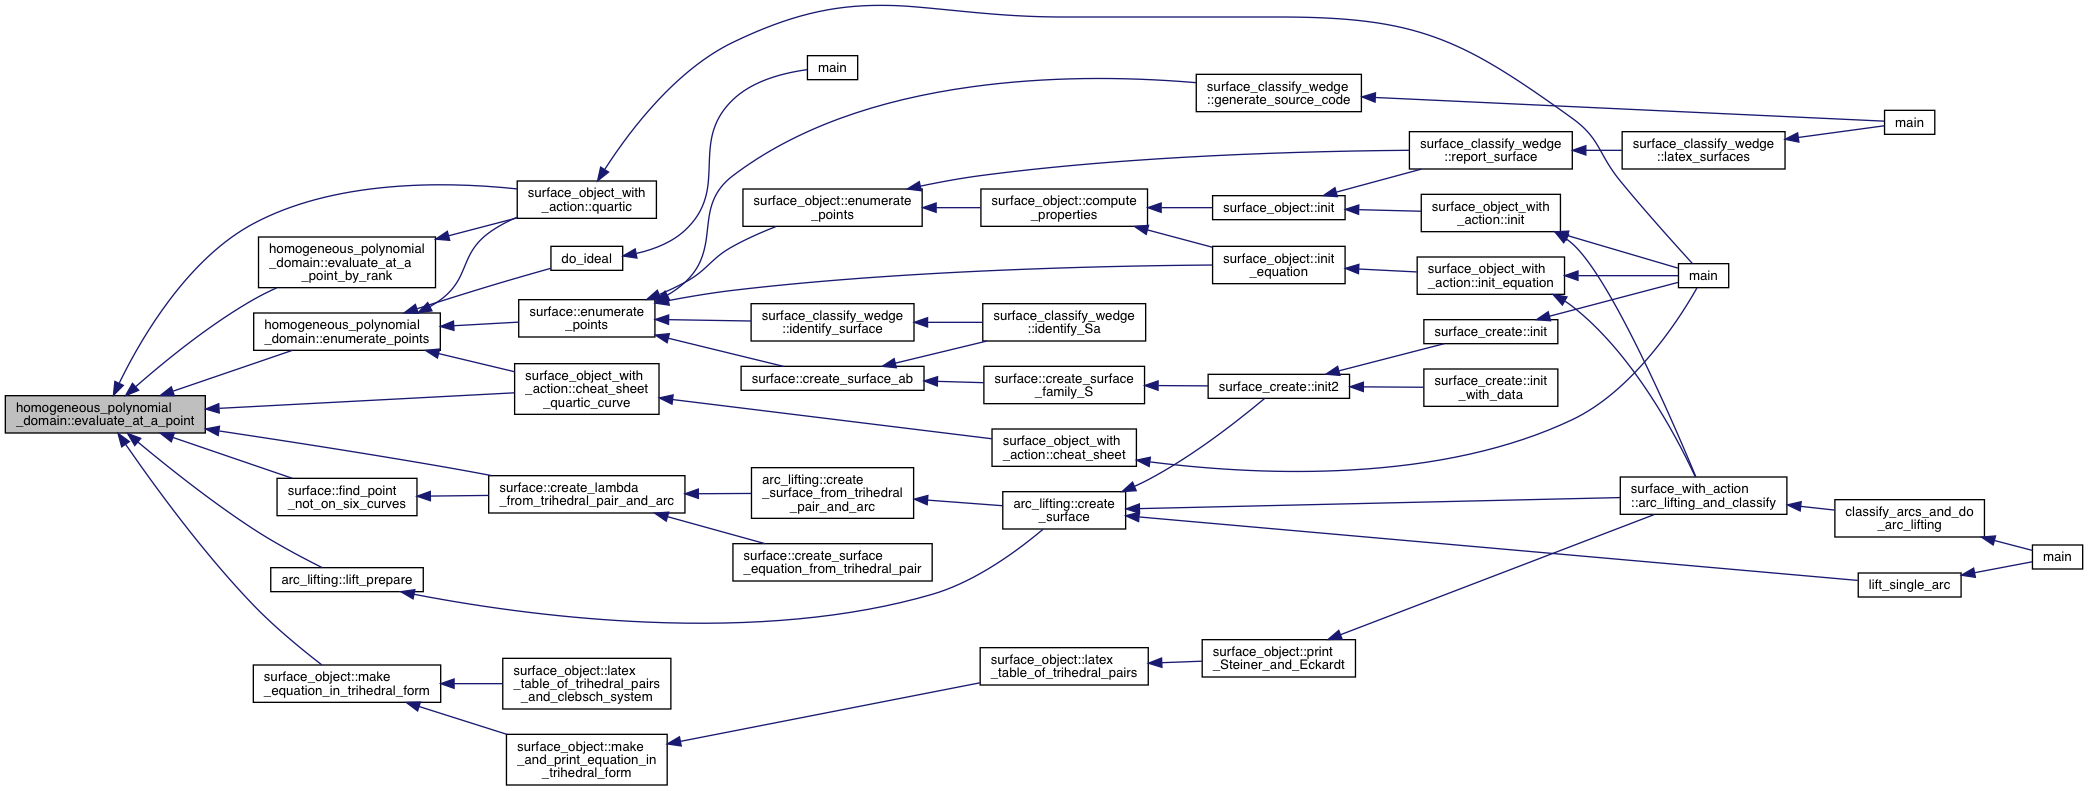 main
surface_classify_wedge
::generate_source_code
main
surface_classify_wedge
::report_surface
surface_classify_wedge
::latex_surfaces
surface_object_with
_action::quartic
surface_object::enumerate
_points
surface_object::compute
_properties
surface_object::init
surface_object_with
_action::init
homogeneous_polynomial
_domain::evaluate_at_a
_point_by_rank
do_ideal
surface_object::init
_equation
surface_object_with
_action::init_equation
main
homogeneous_polynomial
_domain::enumerate_points
surface::enumerate
_points
surface_classify_wedge
::identify_surface
surface_classify_wedge
::identify_Sa
surface_create::init
surface_object_with
_action::cheat_sheet
_quartic_curve
surface::create_surface_ab
surface::create_surface
_family_S
surface_create::init2
surface_create::init
_with_data
homogeneous_polynomial
_domain::evaluate_at_a_point
surface_object_with
_action::cheat_sheet
surface::find_point
_not_on_six_curves
surface::create_lambda
_from_trihedral_pair_and_arc
arc_lifting::create
_surface_from_trihedral
_pair_and_arc
arc_lifting::create
_surface
surface_with_action
::arc_lifting_and_classify
classify_arcs_and_do
_arc_lifting
main
surface::create_surface
_equation_from_trihedral_pair
arc_lifting::lift_prepare
lift_single_arc
surface_object::make
_equation_in_trihedral_form
surface_object::latex
_table_of_trihedral_pairs
_and_clebsch_system
surface_object::latex
_table_of_trihedral_pairs
surface_object::print
_Steiner_and_Eckardt
surface_object::make
_and_print_equation_in
_trihedral_form